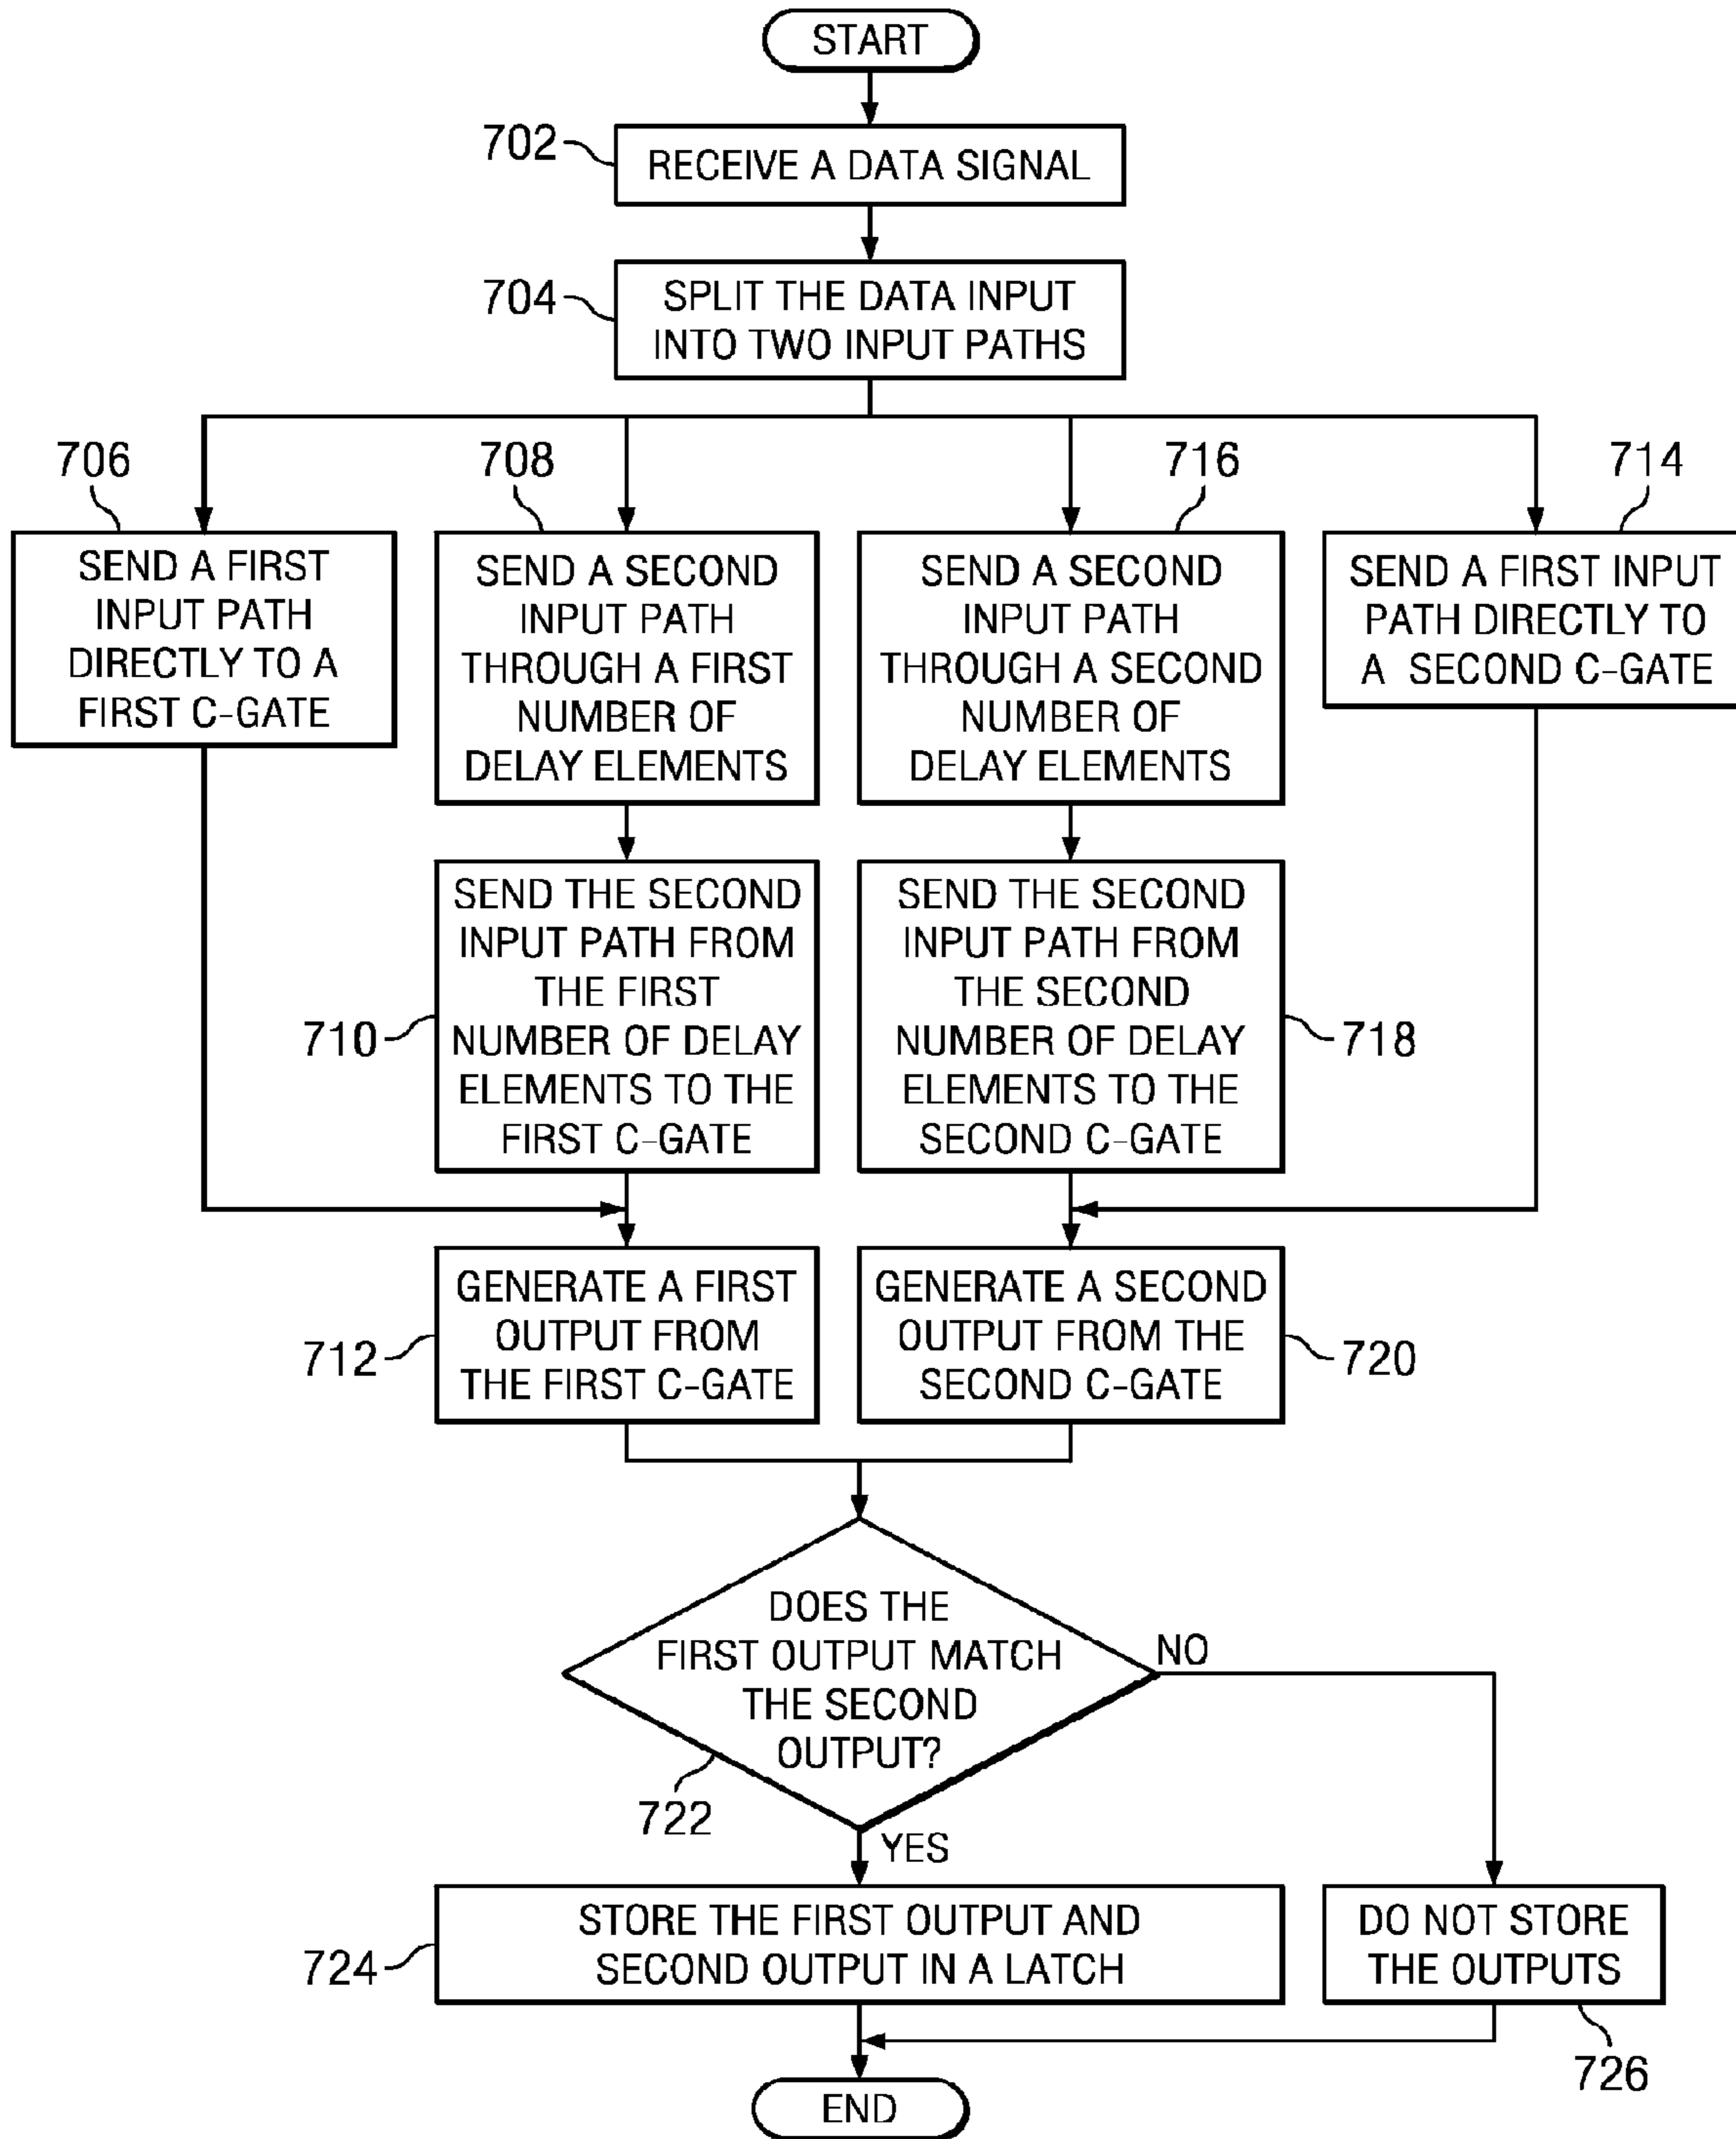 START
702
RECEIVE A DATA SIGNAL
704
SPLIT THE DATA INPUT
INTO TWO INPUT PATHS
706
SEND A FIRST
INPUT PATH
DIRECTLY TO A
FIRST C-GATE
708
SEND A SECOND
INPUT PATH
THROUGH A FIRST
NUMBER OF
DELAY ELEMENTS
716
SEND A SECOND
INPUT PATH
THROUGH A SECOND
NUMBER OF
DELAY ELEMENTS
714
SEND A FIRST INPUT
PATH DIRECTLY TO
A SECOND C-GATE
710
SEND THE SECOND
INPUT PATH FROM
THE FIRST
NUMBER OF DELAY
ELEMENTS TO THE
FIRST C-GATE
SEND THE SECOND
INPUT PATH FROM
THE SECOND
NUMBER OF DELAY
ELEMENTS TO THE
SECOND C-GATE
718
712
GENERATE A FIRST
OUTPUT FROM
THE FIRST C-GATE
GENERATE A SECOND
OUTPUT FROM THE
SECOND C-GATE
720
DOES THE
FIRST OUTPUT MATCH
THE SECOND
OUTPUT?
722
NO
YES
724
STORE THE FIRST OUTPUT AND
SECOND OUTPUT IN A LATCH
DO NOT STORE
THE OUTPUTS
726
END